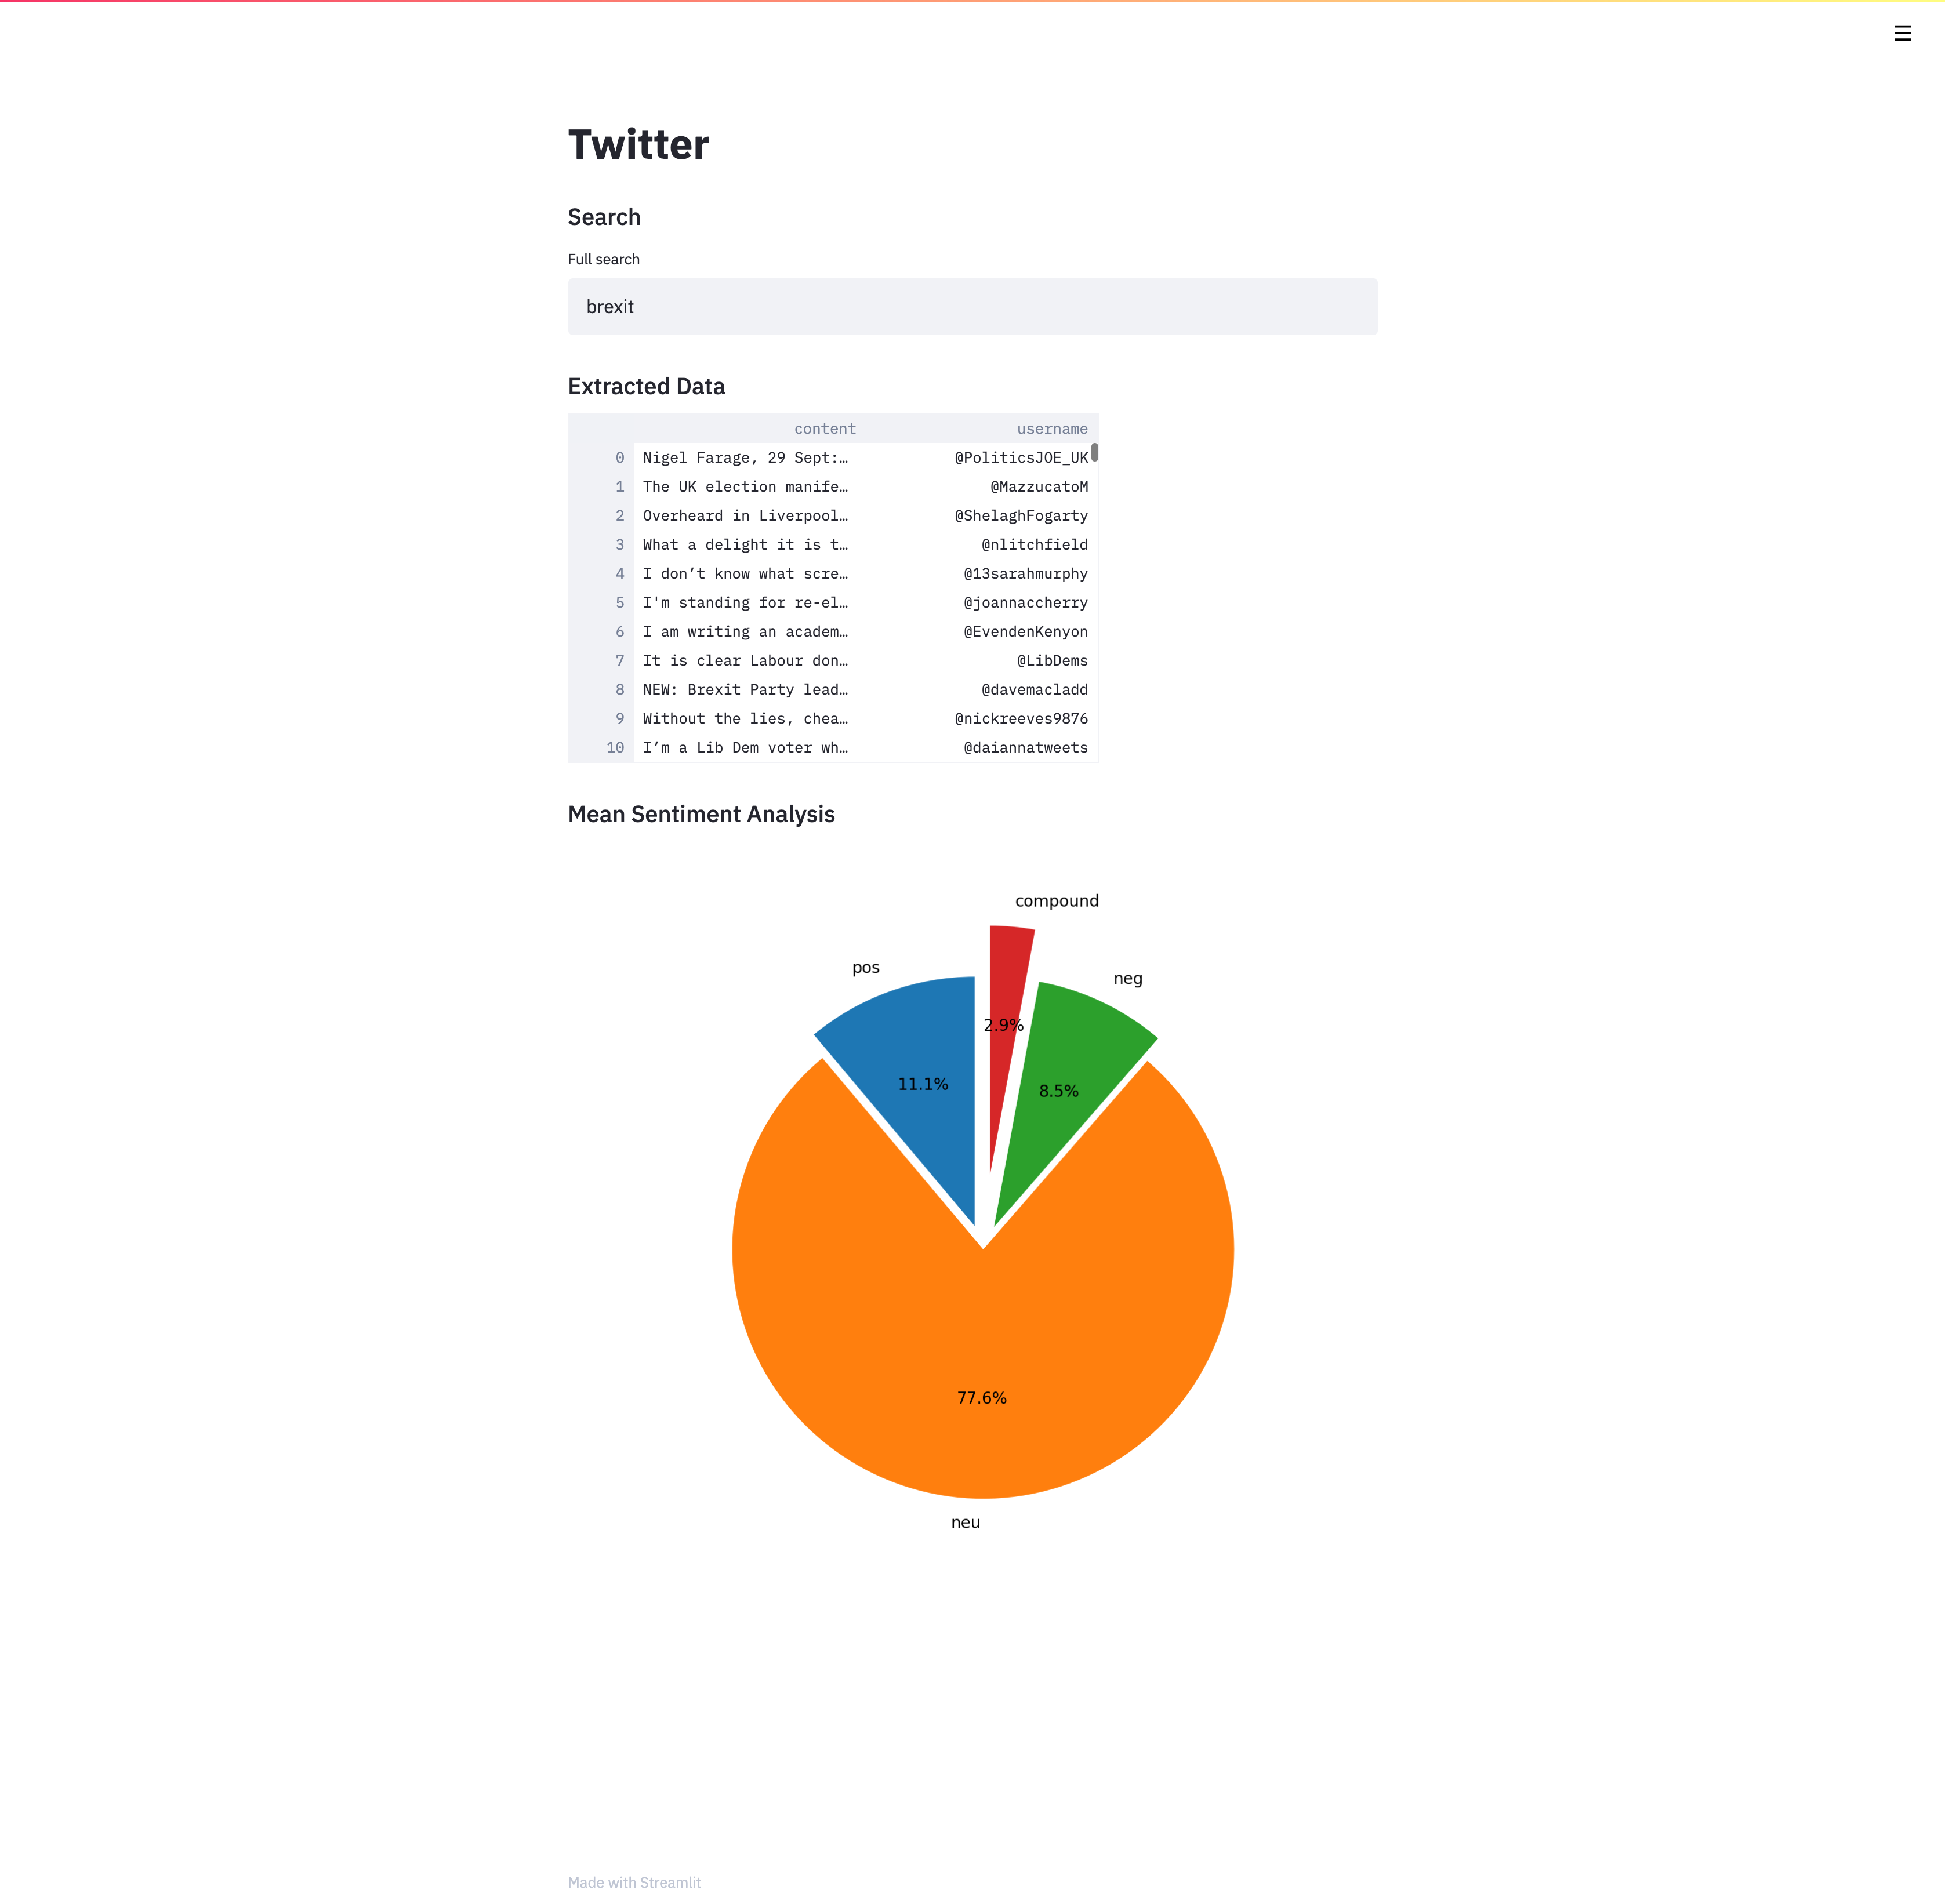 Twitter
Search
Full search
brexit
Extracted Data
content username
0 Nigel Farage, 29 Sept:… @PoliticsJOE_UK
1 The UK election manife… @MazzucatoM
2 Overheard in Liverpool… @ShelaghFogarty
3 What a delight it is t… @nlitchfield
4 I don’t know what scre… @13sarahmurphy
5 I'm standing for re-el… @joannaccherry
6 I am writing an academ… @EvendenKenyon
7 It is clear Labour don… @LibDems
8 NEW: Brexit Party lead… @davemacladd
9 Without the lies, chea… @nickreeves9876
10 I’m a Lib Dem voter wh… @daiannatweets
Mean Sentiment Analysis
compound
pos
neg
2.9%
11.1%
8.5%
77.6%
neu
Made with Streamlit